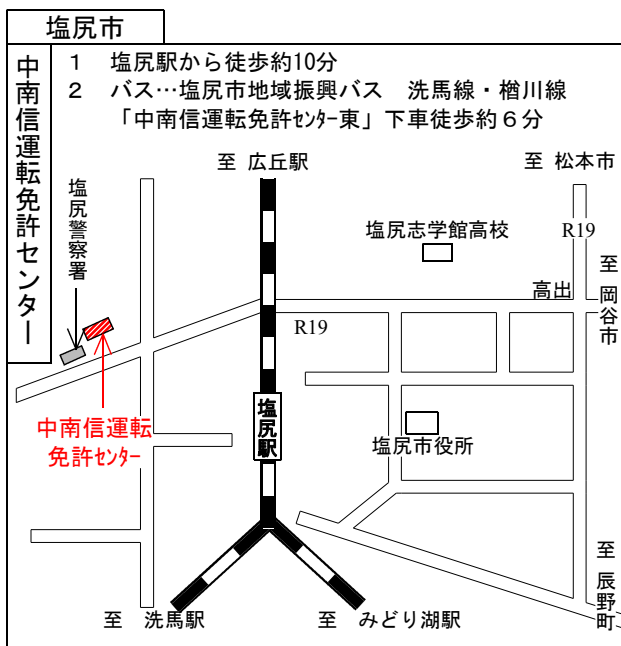 塩尻市
中南信運転免許センター
1 塩尻駅から徒歩約10分
2 バス…塩尻市地域振興バス 洗馬線・楢川線
「中南信運転免許ｾﾝﾀｰ東」下車徒歩約６分
至 広丘駅
至 松本市
塩尻警察署
塩尻志学館高校
R19
至 岡谷市
高出
R19
塩尻駅
中南信運転
免許ｾﾝﾀｰ
塩尻市役所
至 辰野町
至 洗馬駅
至 みどり湖駅